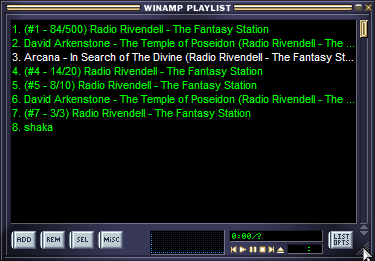 WINAMP PLAYLIST
1. (#1 - 84/500) Radio Rivendell - The Fantasy Station
2. David Arkenstone - The Temple of Poseidon (Radio Rivendell - The ...
3. Arcana - In Search of The Divine (Radio Rivendell - The Fantasy St...
4. (#4 - 14/20) Radio Rivendell - The Fantasy Station
5. (#5 - 8/10) Radio Rivendell - The Fantasy Station
6. David Arkenstone - The Temple of Poseidon (Radio Rivendell - The ...
7. (#7 - 3/3) Radio Rivendell - The Fantasy Station
8. shaka
ADD REM SEL MISC 0:00/? LIST OPTS
: